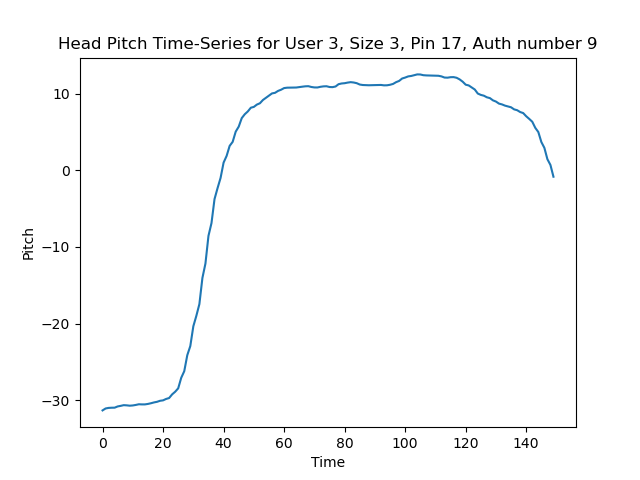 Head Pitch Time-Series for User 3, Size 3, Pin 17, Auth number 9
10
0
−10
−20
−30
Pitch
0 20 40 60 80 100 120 140
Time